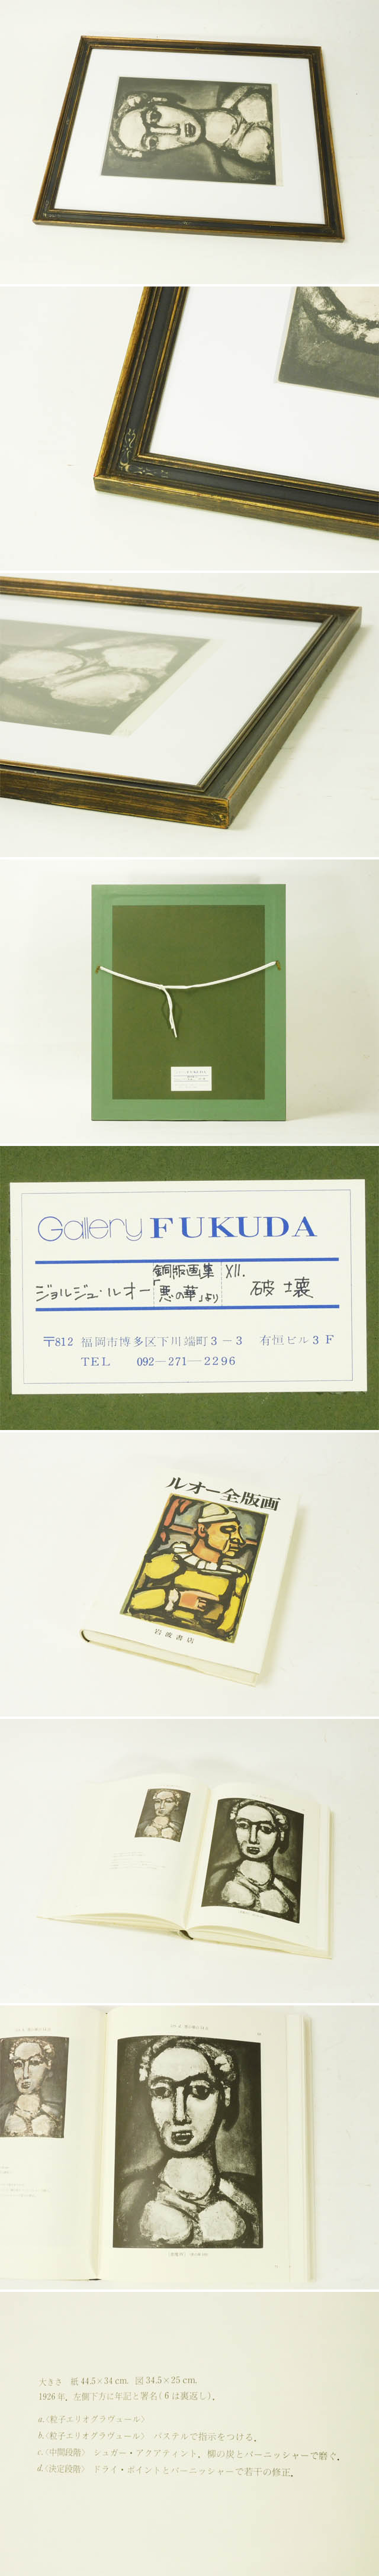 Gallery FUKUDA
ジョルジュ・ルオー 銅版画集「悪の華」より XII. 破壊
〒812 福岡市博多区下川端町3-3 有恒ビル3F
TEL 092-271-2296
ルオー全版画
岩波書店
大きさ 紙44.5×34cm. 図34.5×25cm.
1926年，左側下方に年記と署名(6は裏返し)．
a.〈粒子エリオグラヴュール〉
b.〈粒子エリオグラヴュール〉 パステルで指示をつける．
c.〈中間段階〉 シュガー・アクアティント，柳の炭とバーニッシャーで磨ぐ．
d.〈決定段階〉 ドライ・ポイントとバーニッシャーで若干の修正．